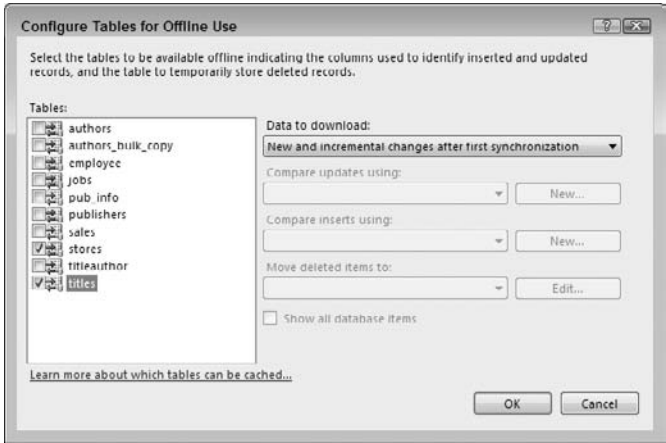 Configure Tables for Offline Use
Select the tables to be available offline indicating the columns used to identify inserted and updated
records, and the table to temporarily store deleted records.
Tables:
authors
authors_bulk_copy
employee
jobs
pub_info
publishers
sales
stores
titleauthor
titles
Data to download:
New and incremental changes after first synchronization
Compare updates using:
New...
Compare inserts using:
New...
Move deleted items to:
Edit...
Show all database items
Learn more about which tables can be cached...
OK
Cancel